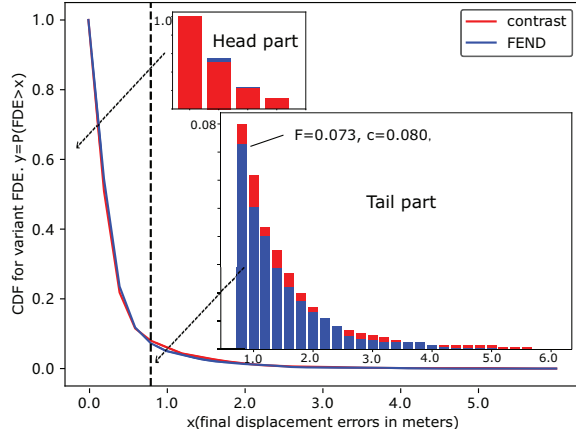 contrast
FEND
1.0
Head part
0.08
F=0.073, c=0.080,
Tail part
1.0 2.0 3.0 4.0 5.0 6.0
CDF for variant FDE. y=P(FDE>x)
1.0
0.8
0.6
0.4
0.2
0.0
0.0 1.0 2.0 3.0 4.0 5.0
x(final displacement errors in meters)